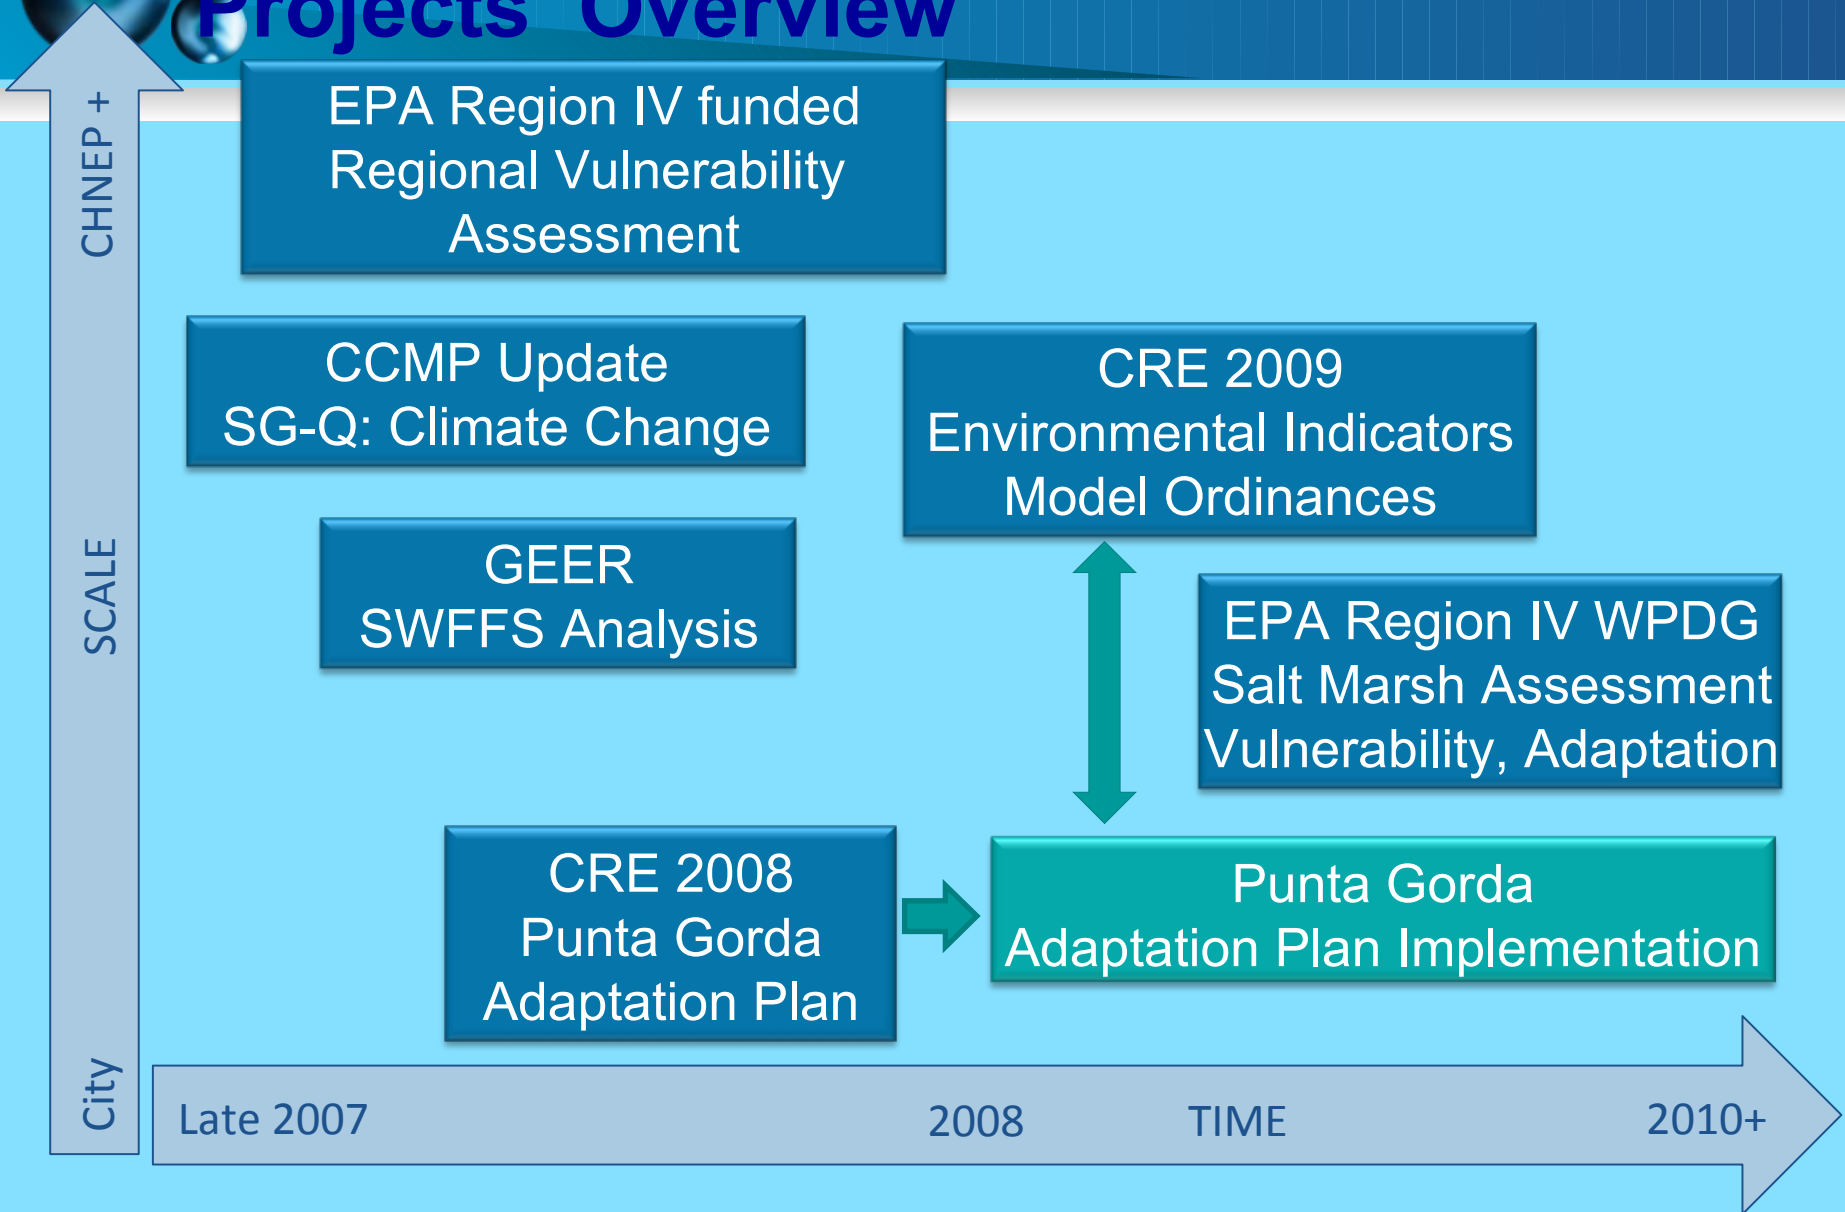 Projects Overview
CHNEP +
EPA Region IV funded
Regional Vulnerability
Assessment
CCMP Update
SG-Q: Climate Change
CRE 2009
Environmental Indicators
Model Ordinances
SCALE
GEER
SWFFS Analysis
EPA Region IV WPDG
Salt Marsh Assessment
Vulnerability, Adaptation
CRE 2008
Punta Gorda
Adaptation Plan
Punta Gorda
Adaptation Plan Implementation
City
Late 2007
2008
TIME
2010+